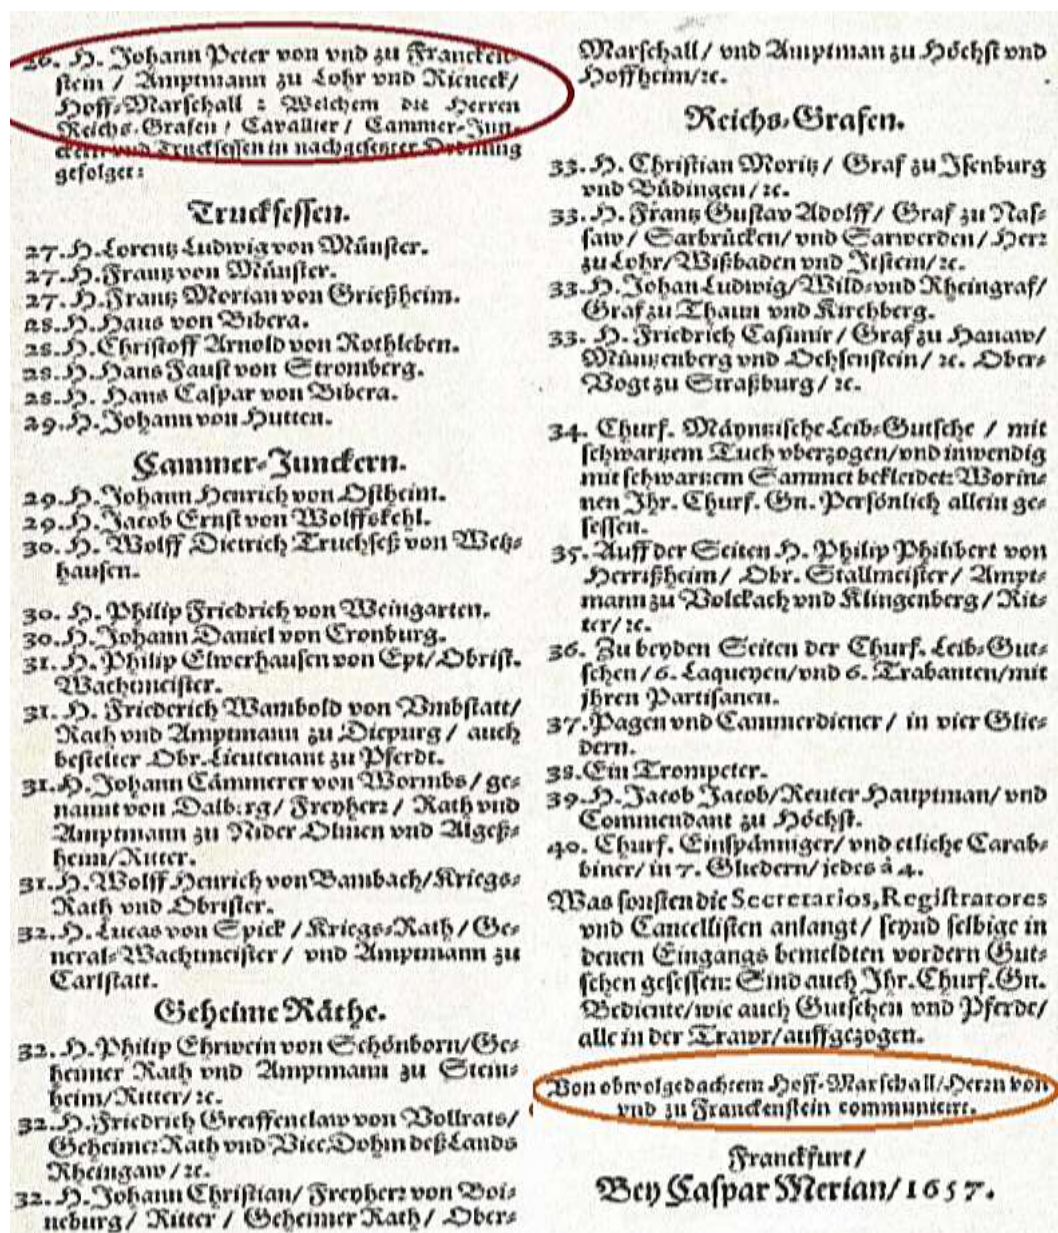 26. H. Johann Peter von vnd zu Francken-
stein / Amptmann zu Lohr vnd Rieneck/
Hoff-Marschall : Welchem die Herren
Reichs-Grafen / Cavallier / Cammer-Jun-
ckern vnd Trucksessen in nachgesetzter Ordnung
gefolget:
Trucksessen.
27. H. Lorentz Ludwig von Münster.
27. H. Frantz von Münster.
27. H. Frantz Morian von Grießheim.
28. H. Hans von Bibera.
28. H. Christoff Arnold von Rothleben.
28. H. Hans Faust von Stromberg.
28. H. Hans Caspar von Bibera.
29. H. Johann von Hutten.
Cammer-Junckern.
29. H. Johann Henrich von Ostheim.
29. H. Jacob Ernst von Wolffskehl.
30. H. Wolff Dietrich Truchseß von Wetz-
hausen.
30. H. Philip Friedrich von Weingarten.
30. H. Johann Daniel von Cronburg.
31. H. Philip Elwerhausen von Ept/Obrist.
Wachtmeister.
31. H. Friederich Wambold von Vmbstatt/
Rath vnd Amptmann zu Diepurg / auch
bestelter Obr. Lieutenant zu Pferdt.
31. H. Johann Cämmerer von Wormbs / ge-
nannt von Dalberg/ Freyherr / Rath vnd
Amptmann zu Nider Olmen vnd Algeß-
heim/Ritter.
31. H. Wolff Henrich von Bambach/Kriegs-
Rath vnd Obrister.
32. H. Lucas von Spick / Kriegs-Rath / Ge-
neral-Wachtmeister / vnd Amptmann zu
Carlstatt.
Geheime Räthe.
32. H. Philip Ehrwein von Schönborn/Ge-
heimer Rath vnd Amptmann zu Stein-
heim/Ritter/ ꝛc.
32. H. Friedrich Greiffenclaw von Vollrats/
Geheimer Rath vnd Vice Dohm deß Lands
Rheingaw / ꝛc.
32. H. Johann Christian/ Freyherr von Boi-
neburg / Ritter / Geheimer Rath / Ober-
Marschall / vnd Amptman zu Höchst vnd
Hoffheim/ꝛc.
Reichs-Grafen.
33. H. Christian Moritz / Graf zu Isenburg
vnd Büdingen / ꝛc.
33. H. Frantz Gustav Adolff / Graf zu Nas-
saw / Sarbrücken/ vnd Sarwerden / Herr
zu Lohr/Wißbaden vnd Itstein/ꝛc.
33. H. Johan Ludwig/Wild-vnd Rheingraf/
Graf zu Thaun vnd Kirchberg.
33. H. Friedrich Casimir / Graf zu Hanaw/
Müntzenberg vnd Ochsenstein / ꝛc. Ober-
Vogt zu Straßburg / ꝛc.
34. Churf. Mäyntzische Leib-Gutsche / mit
schwartzem Tuch vberzogen/vnd inwendig
mit schwartzem Sammet bekleidet: Worin-
nen Ihr. Churf. Gn. Persönlich allein ge-
sessen.
35. Auff der Seiten H. Philip Philibert von
Herrißheim / Obr. Stallmeister / Ampt-
mann zu Volckach vnd Klingenberg / Rit-
ter/ ꝛc.
36. Zu beyden Seiten der Churf. Leib-Gut-
schen / 6. Laqueyen/vnd 6. Trabanten/mit
jhren Partisanen.
37. Pagen vnd Cammerdiener / in vier Glie-
dern.
38. Ein Trompeter.
39. H. Jacob Jacob/Reuter Hauptman/ vnd
Commendant zu Höchst.
40. Churf. Einspänniger/ vnd etliche Carab-
biner/ in 7. Gliedern/ jedes à 4.
Was sonsten die Secretarios, Registratores
vnd Cancellisten anlangt / seynd selbige in
denen Eingangs bemeldten vordern Gut-
schen gesessen: Sind auch Ihr. Churf. Gn.
Bediente/wie auch Gutschen vnd Pferde/
alle in der Trawr/auffgezogen.
Von obwolgedachtem Hoff-Marschall/Herrn von
vnd zu Franckenstein communicirt.
Franckfurt/
Bey Caspar Merian/ 1657.